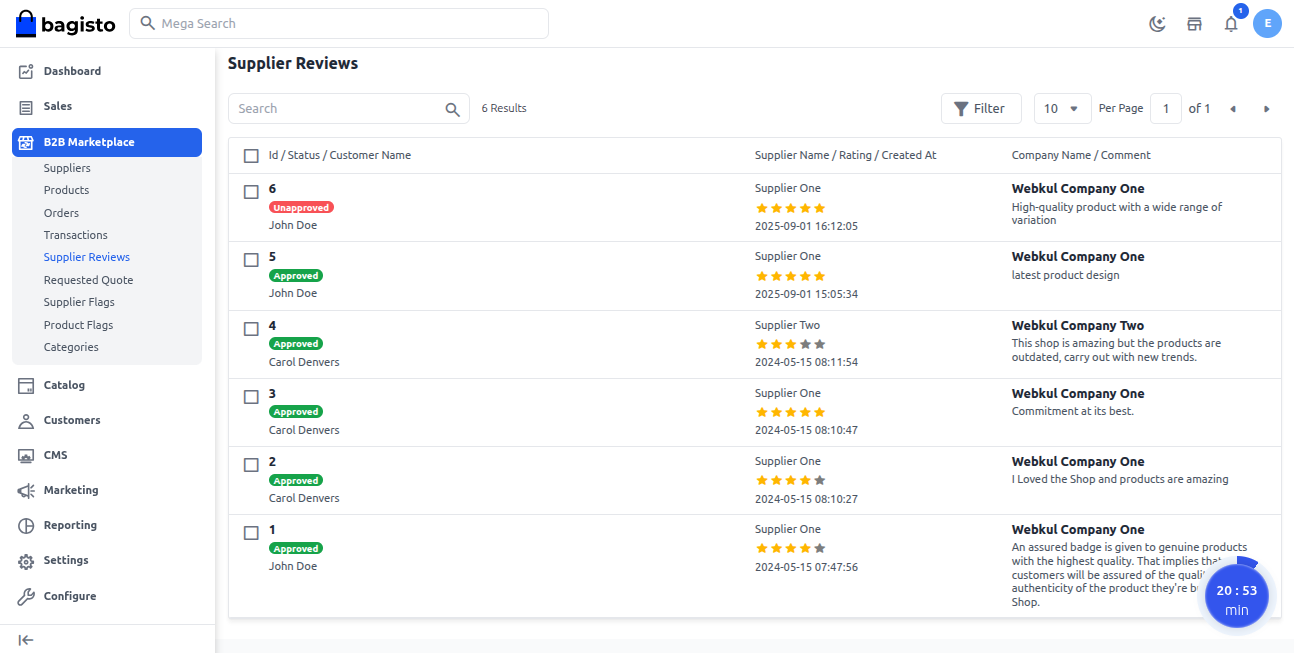 bagisto
Mega Search
1
E
Dashboard
Sales
B2B Marketplace
Suppliers
Products
Orders
Transactions
Supplier Reviews
Requested Quote
Supplier Flags
Product Flags
Categories
Catalog
Customers
CMS
Marketing
Reporting
Settings
Configure
Supplier Reviews
Search
6 Results
Filter
10
Per Page
1
of 1
Id / Status / Customer Name
Supplier Name / Rating / Created At
Company Name / Comment
6
Unapproved
John Doe
Supplier One
2025-09-01 16:12:05
Webkul Company One
High-quality product with a wide range of
variation
5
Approved
John Doe
Supplier One
2025-09-01 15:05:34
Webkul Company One
latest product design
4
Approved
Carol Denvers
Supplier Two
2024-05-15 08:11:54
Webkul Company Two
This shop is amazing but the products are
outdated, carry out with new trends.
3
Approved
Carol Denvers
Supplier One
2024-05-15 08:10:47
Webkul Company One
Commitment at its best.
2
Approved
Carol Denvers
Supplier One
2024-05-15 08:10:27
Webkul Company One
I Loved the Shop and products are amazing
1
Approved
John Doe
Supplier One
2024-05-15 07:47:56
Webkul Company One
An assured badge is given to genuine products
with the highest quality. That implies that
customers will be assured of the
authenticity of the product they're
Shop.
20 : 53
min